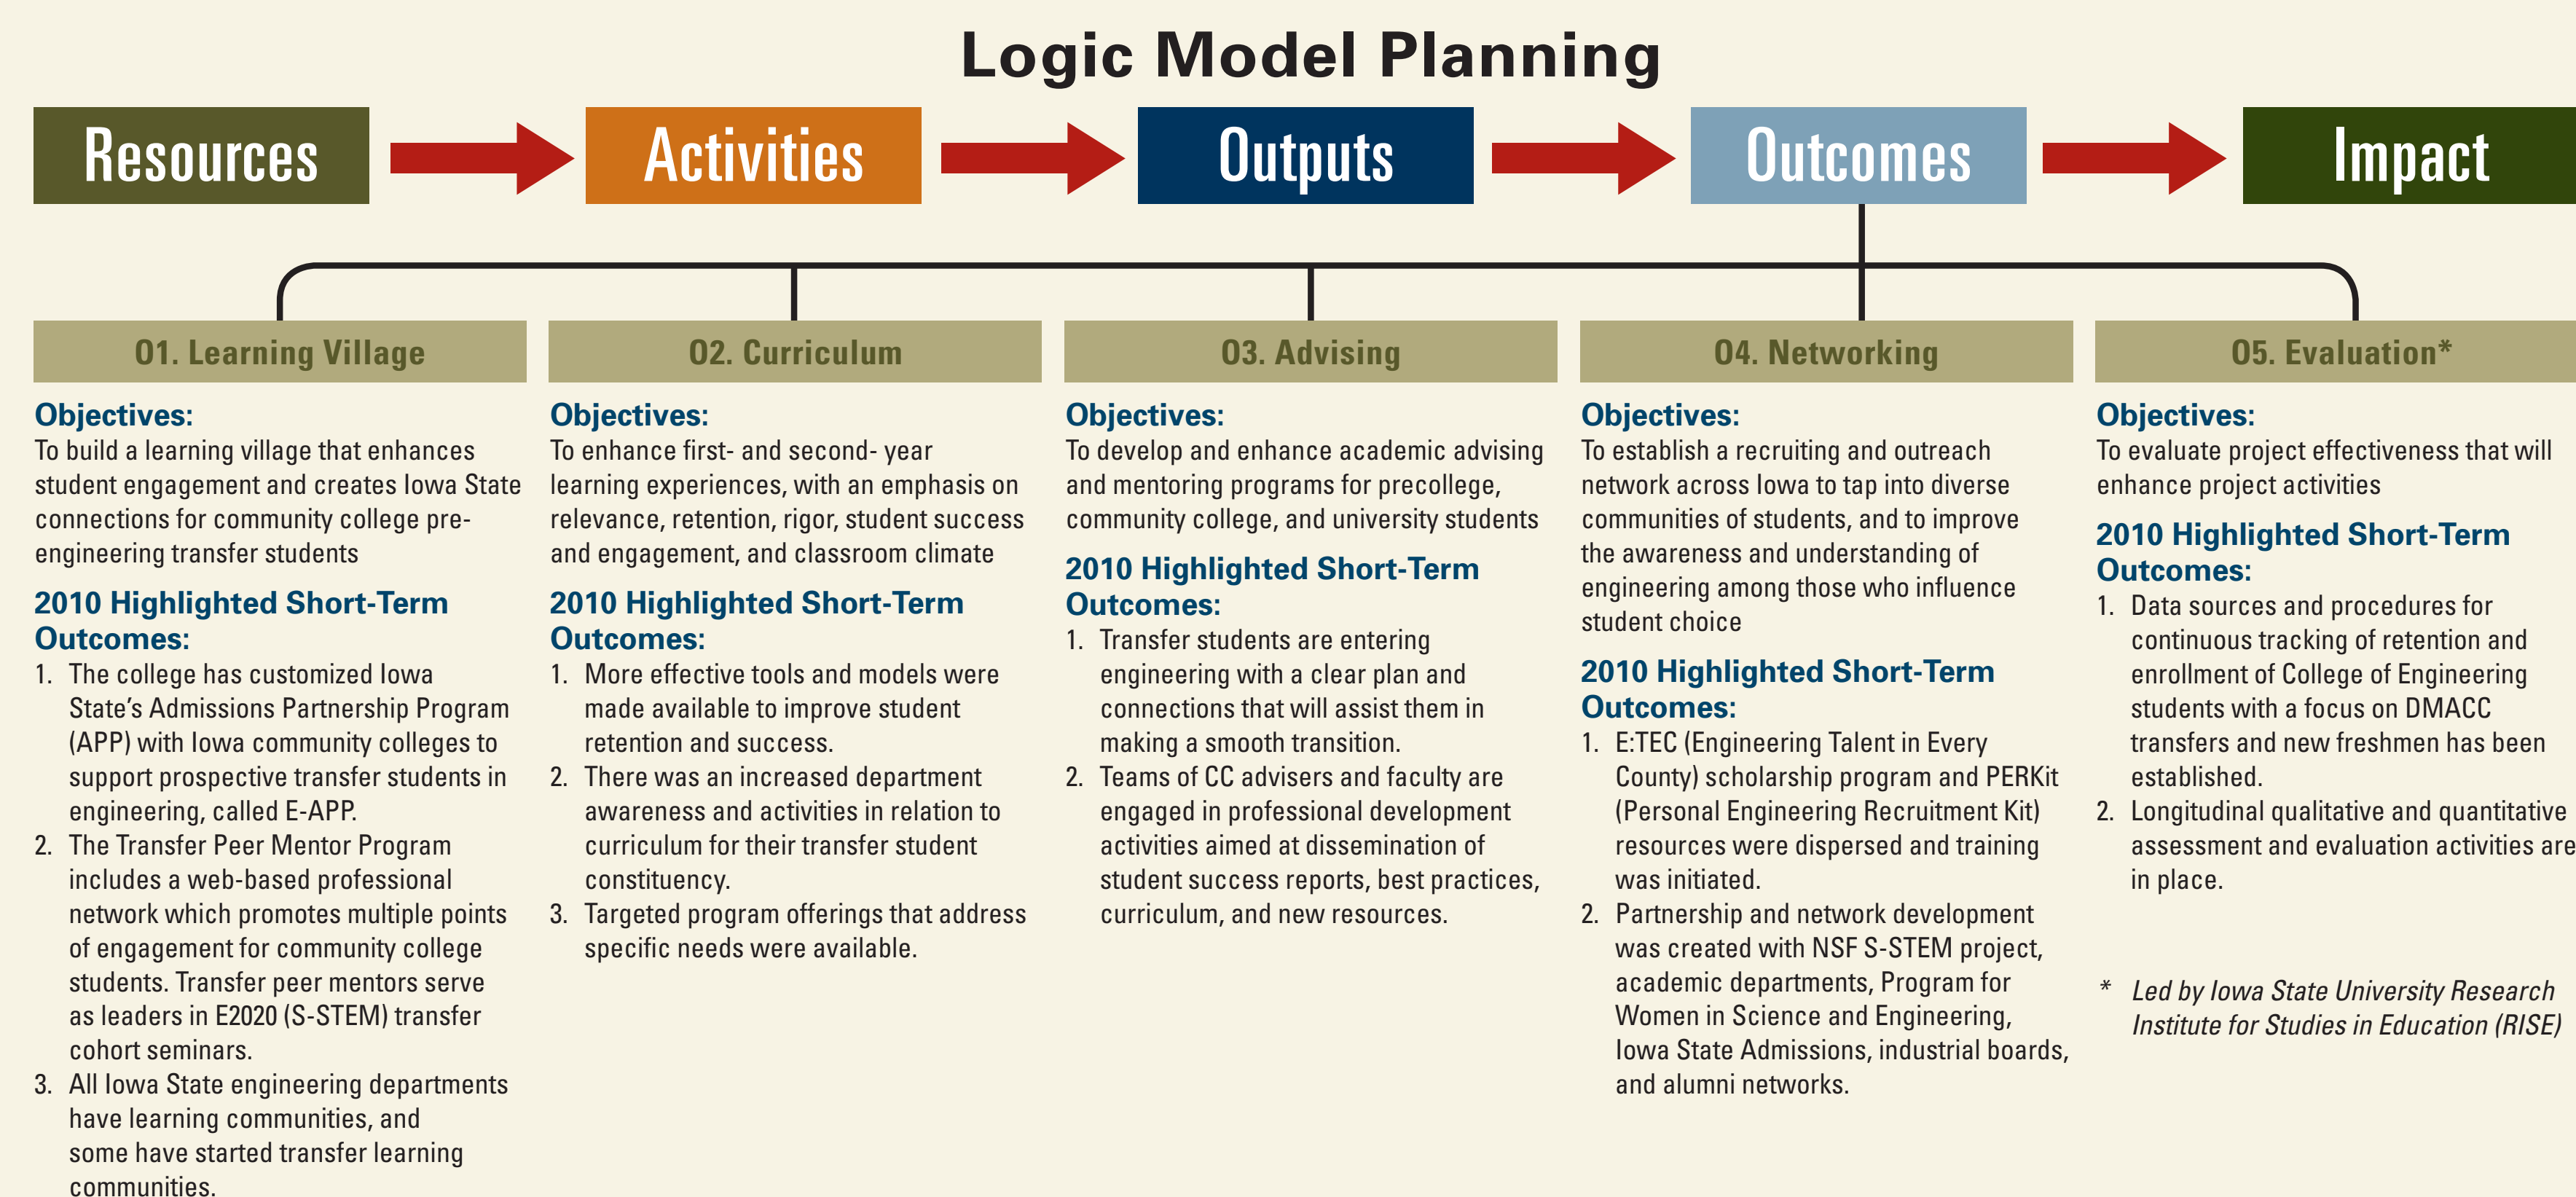 Logic Model Planning
Resources
Activities
Outputs
Outcomes
Impact
O1. Learning Village
Objectives:
To build a learning village that enhances
student engagement and creates Iowa State
connections for community college pre-
engineering transfer students
2010 Highlighted Short-Term
Outcomes:
1. The college has customized Iowa
State’s Admissions Partnership Program
(APP) with Iowa community colleges to
support prospective transfer students in
engineering, called E-APP.
2. The Transfer Peer Mentor Program
includes a web-based professional
network which promotes multiple points
of engagement for community college
students. Transfer peer mentors serve
as leaders in E2020 (S-STEM) transfer
cohort seminars.
3. All Iowa State engineering departments
have learning communities, and
some have started transfer learning
communities.
O2. Curriculum
Objectives:
To enhance first- and second- year
learning experiences, with an emphasis on
relevance, retention, rigor, student success
and engagement, and classroom climate
2010 Highlighted Short-Term
Outcomes:
1. More effective tools and models were
made available to improve student
retention and success.
2. There was an increased department
awareness and activities in relation to
curriculum for their transfer student
constituency.
3. Targeted program offerings that address
specific needs were available.
O3. Advising
Objectives:
To develop and enhance academic advising
and mentoring programs for precollege,
community college, and university students
2010 Highlighted Short-Term
Outcomes:
1. Transfer students are entering
engineering with a clear plan and
connections that will assist them in
making a smooth transition.
2. Teams of CC advisers and faculty are
engaged in professional development
activities aimed at dissemination of
student success reports, best practices,
curriculum, and new resources.
O4. Networking
Objectives:
To establish a recruiting and outreach
network across Iowa to tap into diverse
communities of students, and to improve
the awareness and understanding of
engineering among those who influence
student choice
2010 Highlighted Short-Term
Outcomes:
1. E:TEC (Engineering Talent in Every
County) scholarship program and PERKit
(Personal Engineering Recruitment Kit)
resources were dispersed and training
was initiated.
2. Partnership and network development
was created with NSF S-STEM project,
academic departments, Program for
Women in Science and Engineering,
Iowa State Admissions, industrial boards,
and alumni networks.
O5. Evaluation*
Objectives:
To evaluate project effectiveness that will
enhance project activities
2010 Highlighted Short-Term
Outcomes:
1. Data sources and procedures for
continuous tracking of retention and
enrollment of College of Engineering
students with a focus on DMACC
transfers and new freshmen has been
established.
2. Longitudinal qualitative and quantitative
assessment and evaluation activities are
in place.
* Led by Iowa State University Research
Institute for Studies in Education (RISE)